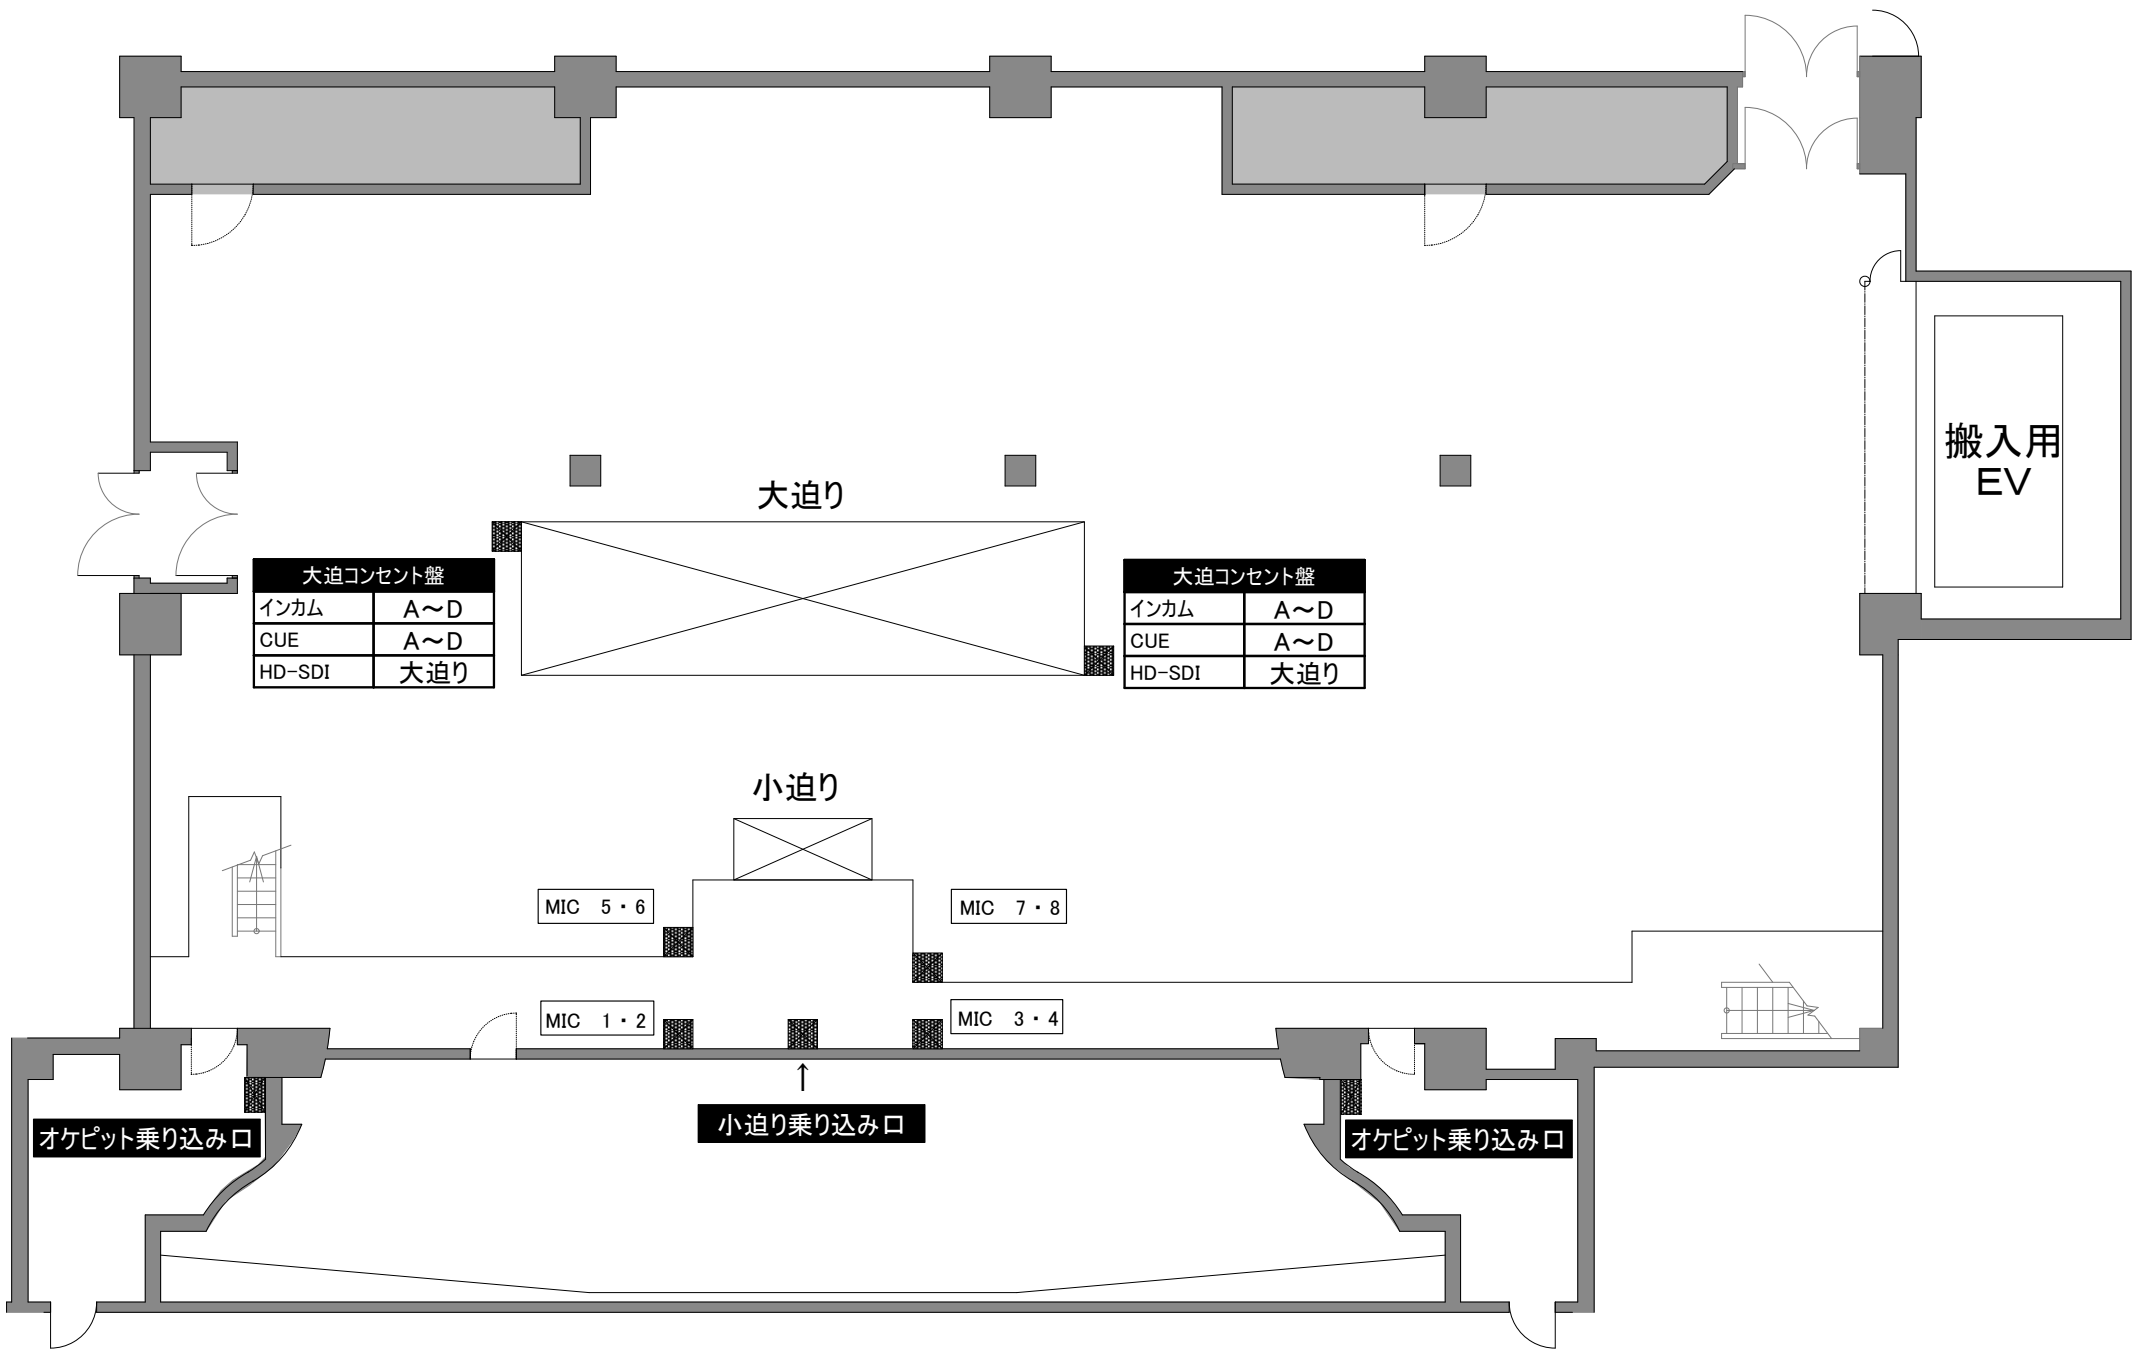 搬入用
EV
大迫り
大迫コンセント盤
インカム A～D
CUE A～D
HD-SDI 大迫り
大迫コンセント盤
インカム A～D
CUE A～D
HD-SDI 大迫り
小迫り
MIC 5・6
MIC 7・8
MIC 1・2
MIC 3・4
↑
小迫り乗り込み口
オケピット乗り込み口
オケピット乗り込み口